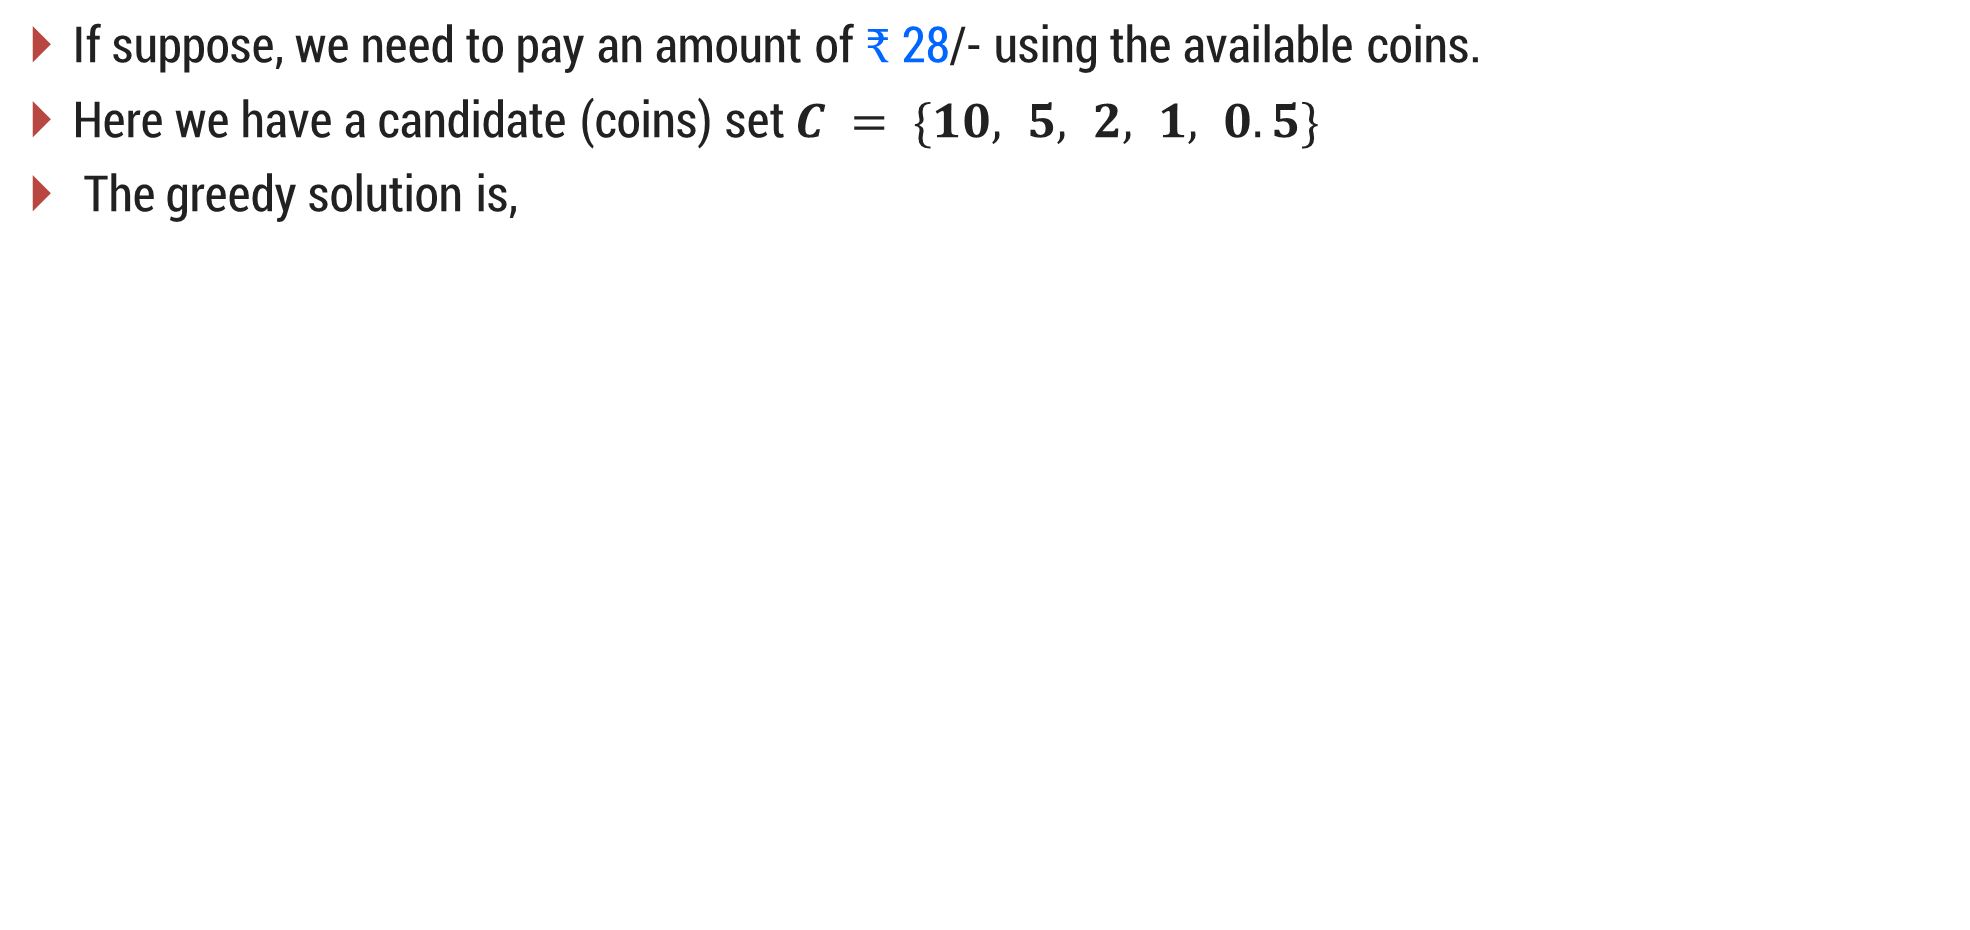 If suppose, we need to pay an amount of ₹ 28/- using the available coins.
Here we have a candidate (coins) set C = {10, 5, 2, 1, 0.5}
The greedy solution is,